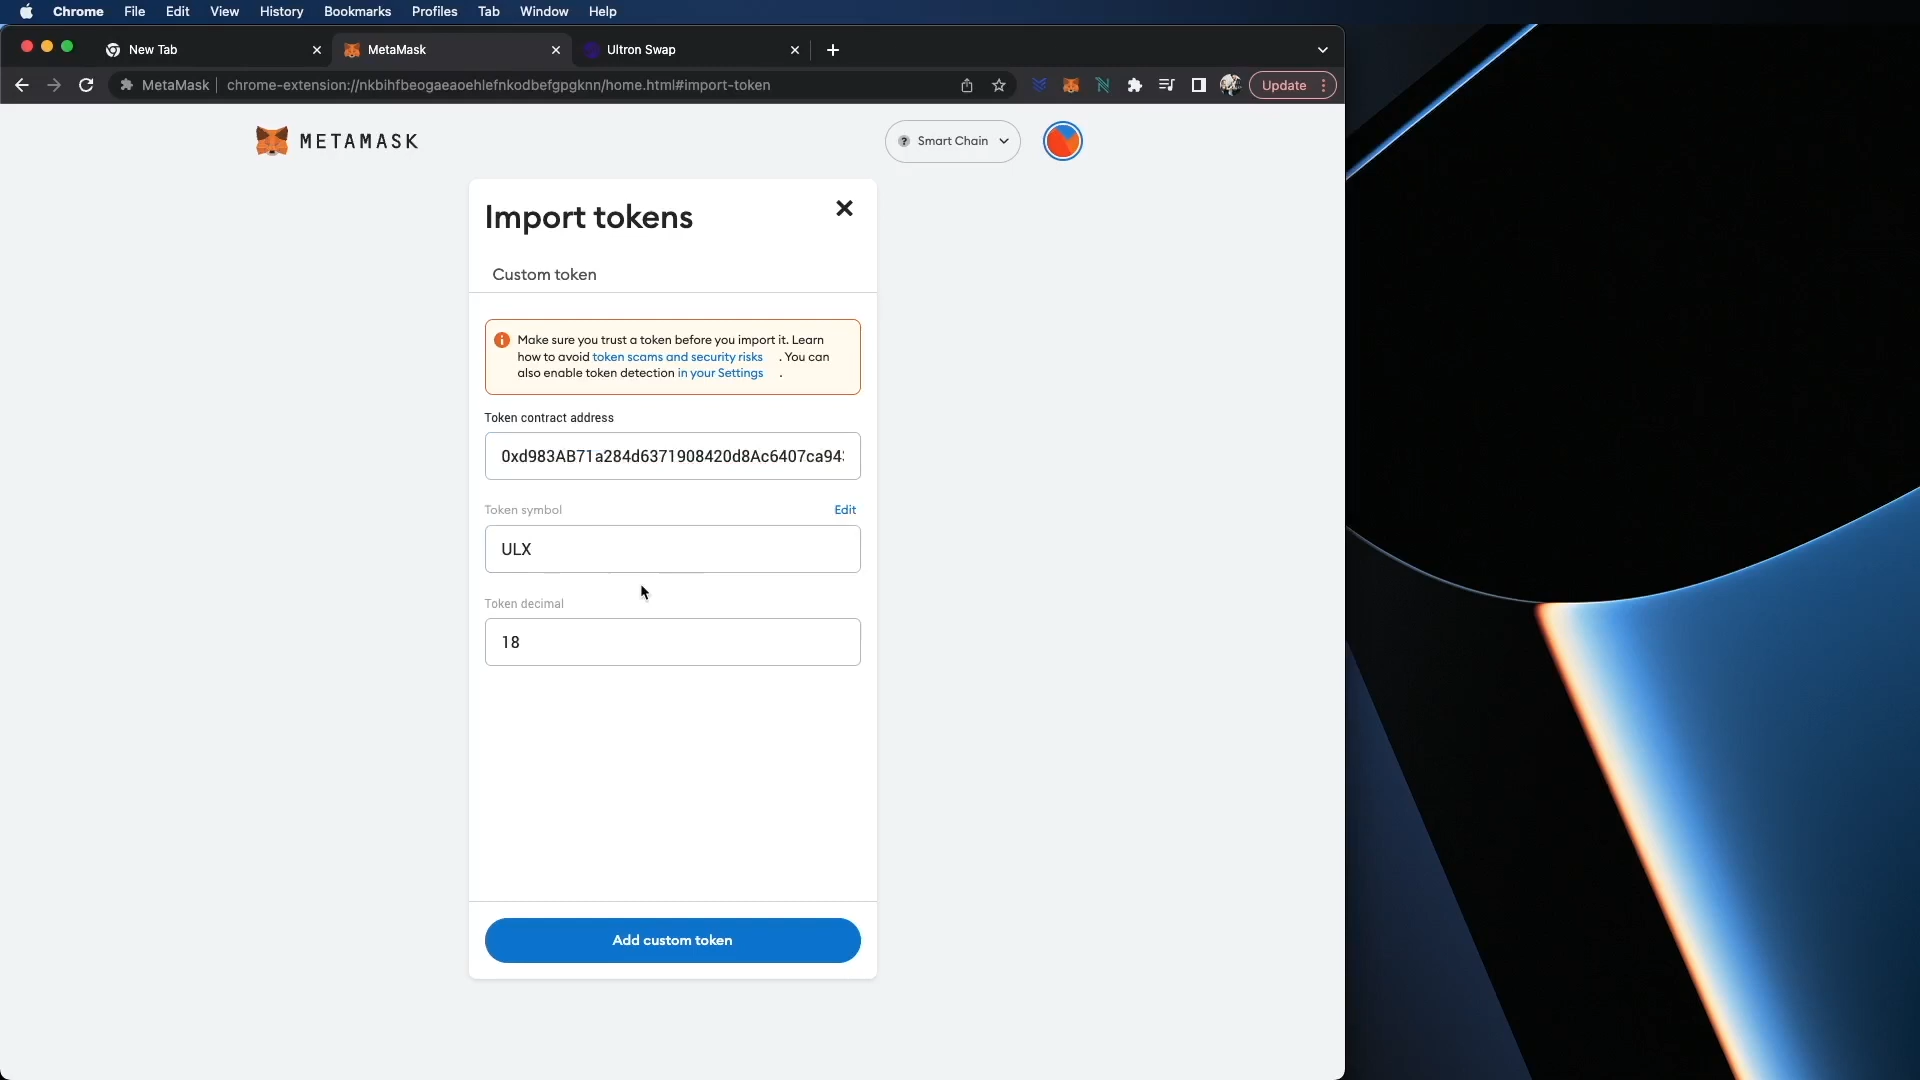 Chrome File Edit View History Bookmarks Profiles Tab Window Help
New Tab MetaMask Ultron Swap
MetaMask chrome-extension://nkbihfbeogaeaoehlefnkodbefgpgknn/home.html#import-token Update
METAMASK Smart Chain
Import tokens
Custom token
Make sure you trust a token before you import it. Learn
how to avoid token scams and security risks . You can
also enable token detection in your Settings .
Token contract address
0xd983AB71a284d6371908420d8Ac6407ca94
Token symbol Edit
ULX
Token decimal
18
Add custom token